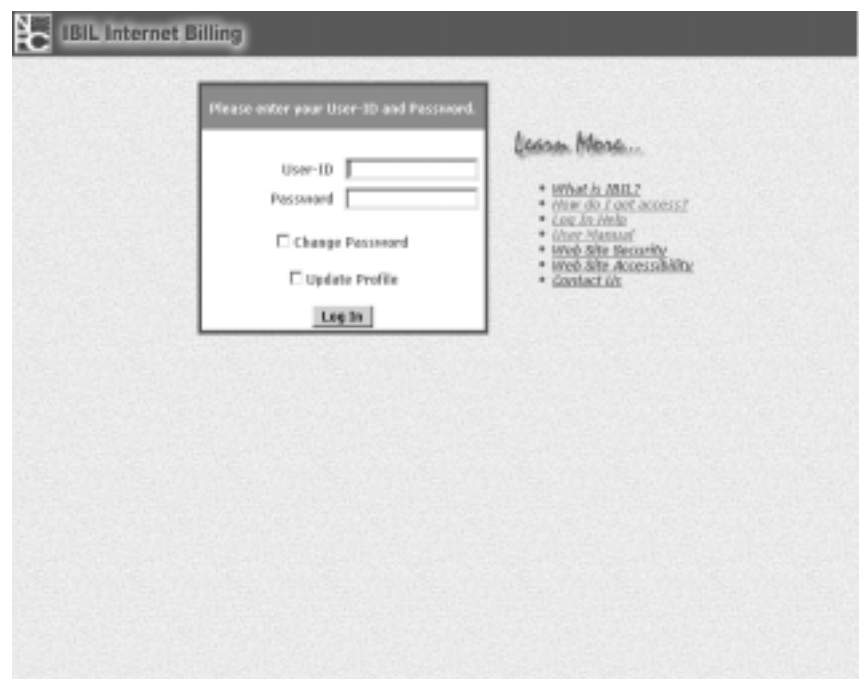 NFC IBIL Internet Billing
Please enter your User-ID and Password.
User-ID
Password
Change Password
Update Profile
Log In
Learn More...
What is IBIL?
How do I get access?
Log In Help
User Manual
Web Site Security
Web Site Accessibility
Contact Us